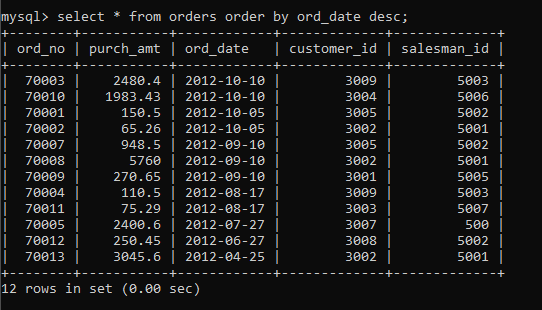 mysql> select * from orders order by ord_date desc;
+--------+-----------+------------+-------------+-------------+
| ord_no | purch_amt | ord_date   | customer_id | salesman_id |
+--------+-----------+------------+-------------+-------------+
|  70003 |    2480.4 | 2012-10-10 |        3009 |        5003 |
|  70010 |   1983.43 | 2012-10-10 |        3004 |        5006 |
|  70001 |     150.5 | 2012-10-05 |        3005 |        5002 |
|  70002 |     65.26 | 2012-10-05 |        3002 |        5001 |
|  70007 |     948.5 | 2012-09-10 |        3005 |        5002 |
|  70008 |      5760 | 2012-09-10 |        3002 |        5001 |
|  70009 |    270.65 | 2012-09-10 |        3001 |        5005 |
|  70004 |     110.5 | 2012-08-17 |        3009 |        5003 |
|  70011 |     75.29 | 2012-08-17 |        3003 |        5007 |
|  70005 |    2400.6 | 2012-07-27 |        3007 |         500 |
|  70012 |    250.45 | 2012-06-27 |        3008 |        5002 |
|  70013 |    3045.6 | 2012-04-25 |        3002 |        5001 |
+--------+-----------+------------+-------------+-------------+
12 rows in set (0.00 sec)